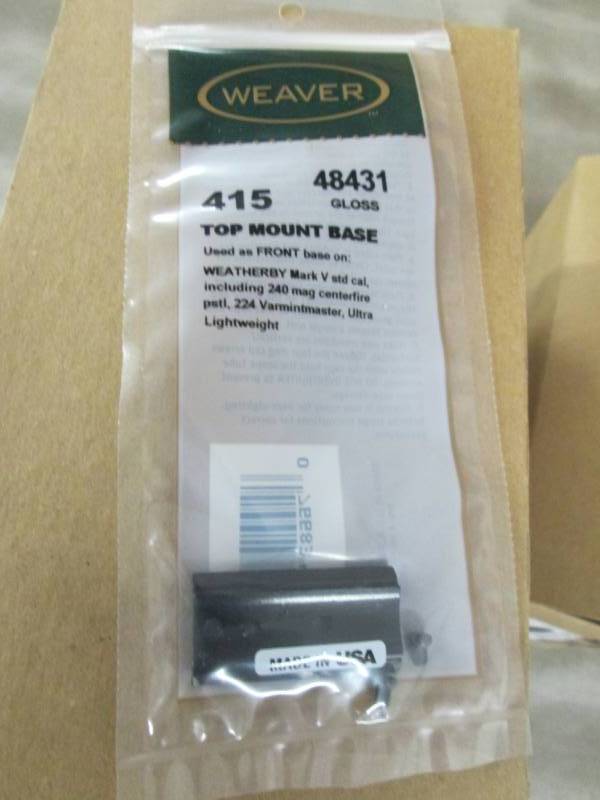 WEAVER
TM
415 48431
GLOSS
TOP MOUNT BASE
Used as FRONT base on:
WEATHERBY Mark V std cal,
including 240 mag centerfire
pstl, 224 Varmintmaster, Ultra
Lightweight
MADE IN USA